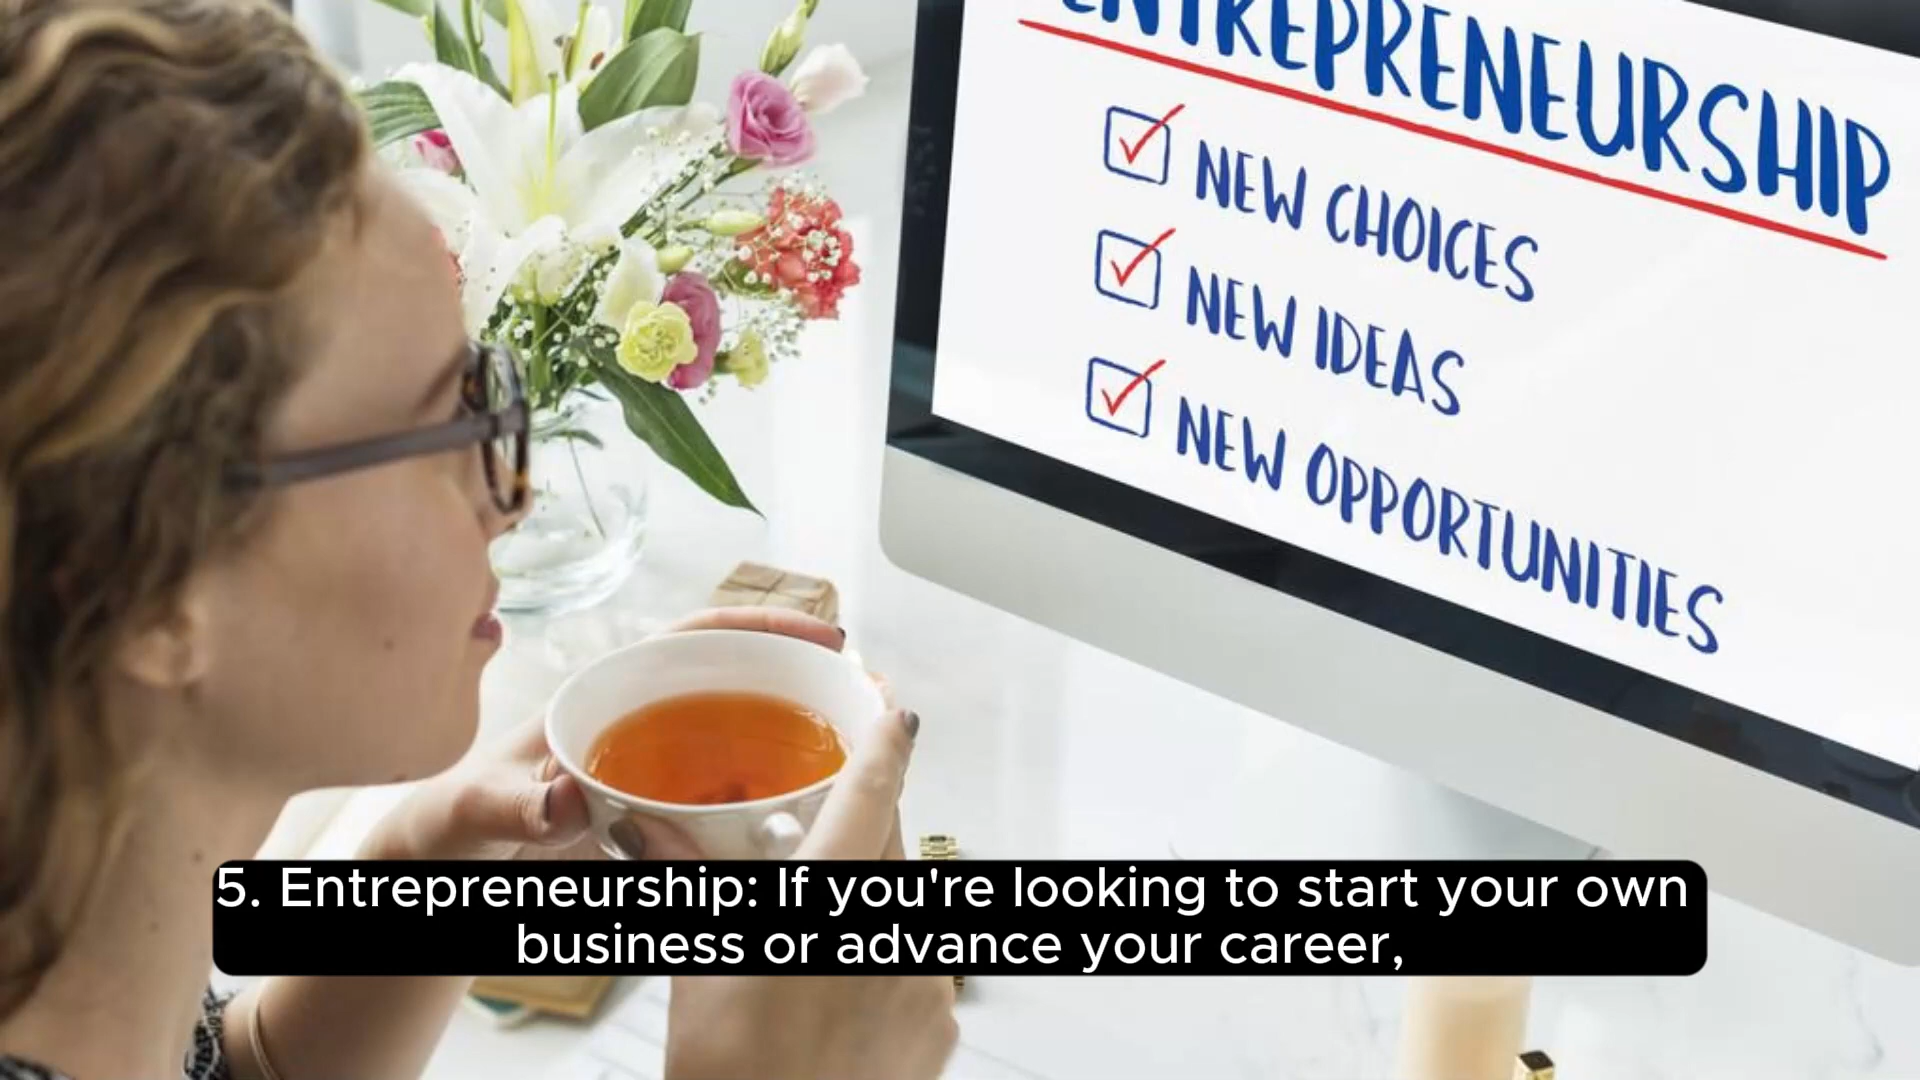 ENTREPRENEURSHIP
NEW CHOICES
NEW IDEAS
NEW OPPORTUNITIES
5. Entrepreneurship: If you're looking to start your own
business or advance your career,